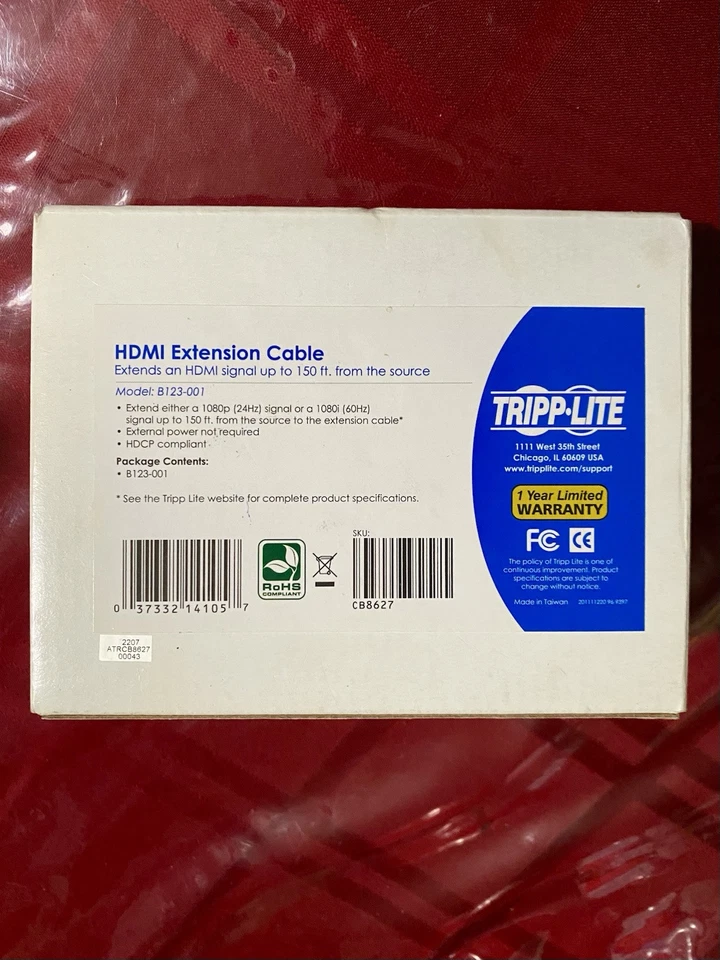 HDMI Extension Cable
Extends an HDMI signal up to 150 ft. from the source
Model: B123-001
• Extend either a 1080p (24Hz) signal or a 1080i (60Hz)
signal up to 150 ft. from the source to the extension cable*
• External power not required
• HDCP compliant
Package Contents:
• B123-001
* See the Tripp Lite website for complete product specifications.
0 37332 14105 7
RoHS
COMPLIANT
SKU:
CB8627
2207
ATRCB8627
00043
TRIPP·LITE
1111 West 35th Street
Chicago, IL 60609 USA
www.tripplite.com/support
1 Year Limited
WARRANTY
FC CE
The policy of Tripp Lite is one of
continuous improvement. Product
specifications are subject to
change without notice.
Made in Taiwan